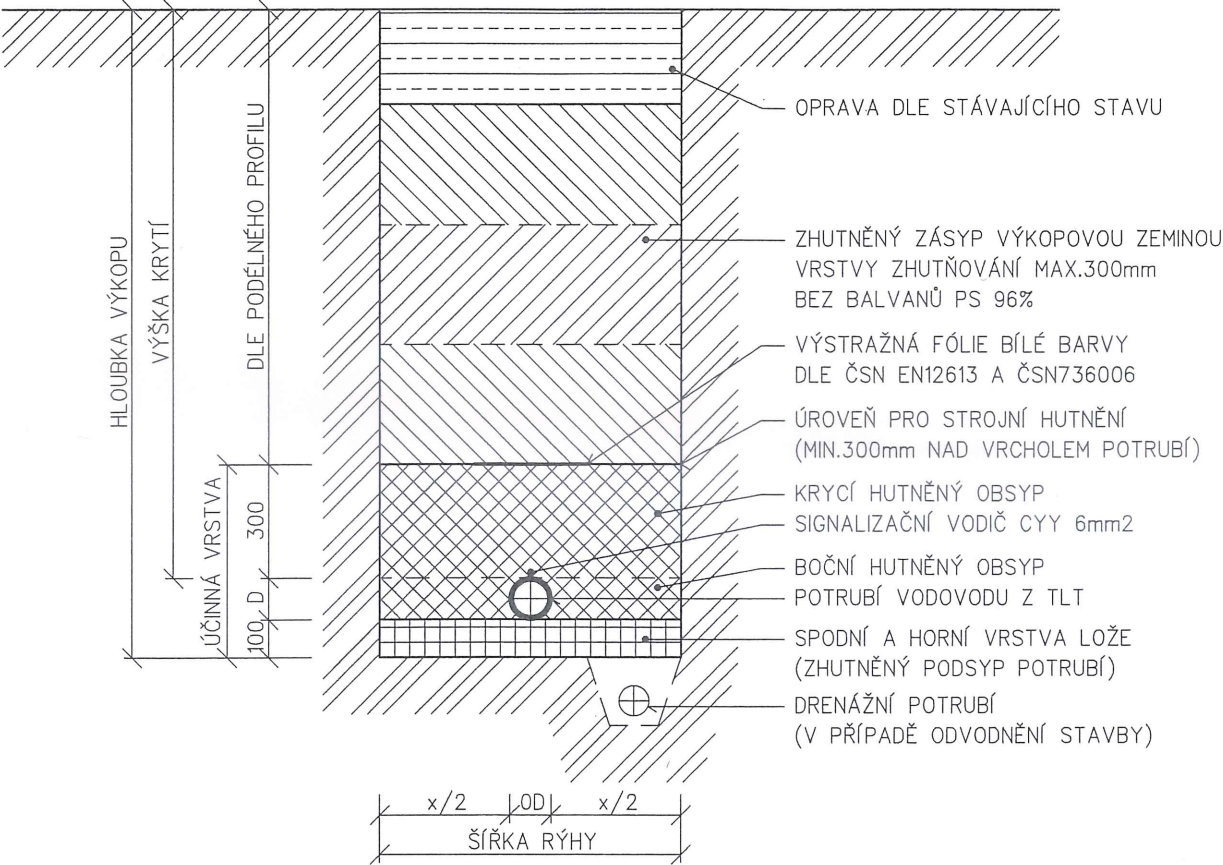 OPRAVA DLE STÁVAJÍCÍHO STAVU
ZHUTNĚNÝ ZÁSYP VÝKOPOVOU ZEMINOU
VRSTVY ZHUTŇOVÁNÍ MAX.300mm
BEZ BALVANŮ PS 96%
VÝSTRAŽNÁ FÓLIE BÍLÉ BARVY
DLE ČSN EN12613 A ČSN736006
ÚROVEŇ PRO STROJNÍ HUTNĚNÍ
(MIN.300mm NAD VRCHOLEM POTRUBÍ)
KRYCÍ HUTNĚNÝ OBSYP
SIGNALIZAČNÍ VODIČ CYY 6mm2
BOČNÍ HUTNĚNÝ OBSYP
POTRUBÍ VODOVODU Z TLT
SPODNÍ A HORNÍ VRSTVA LOŽE
(ZHUTNĚNÝ PODSYP POTRUBÍ)
DRENÁŽNÍ POTRUBÍ
(V PŘÍPADĚ ODVODNĚNÍ STAVBY)
HLOUBKA VÝKOPU
VÝŠKA KRYTÍ
DLE PODÉLNÉHO PROFILU
ÚČINNÁ VRSTVA
300
D
100
x/2
OD
x/2
ŠÍŘKA RÝHY